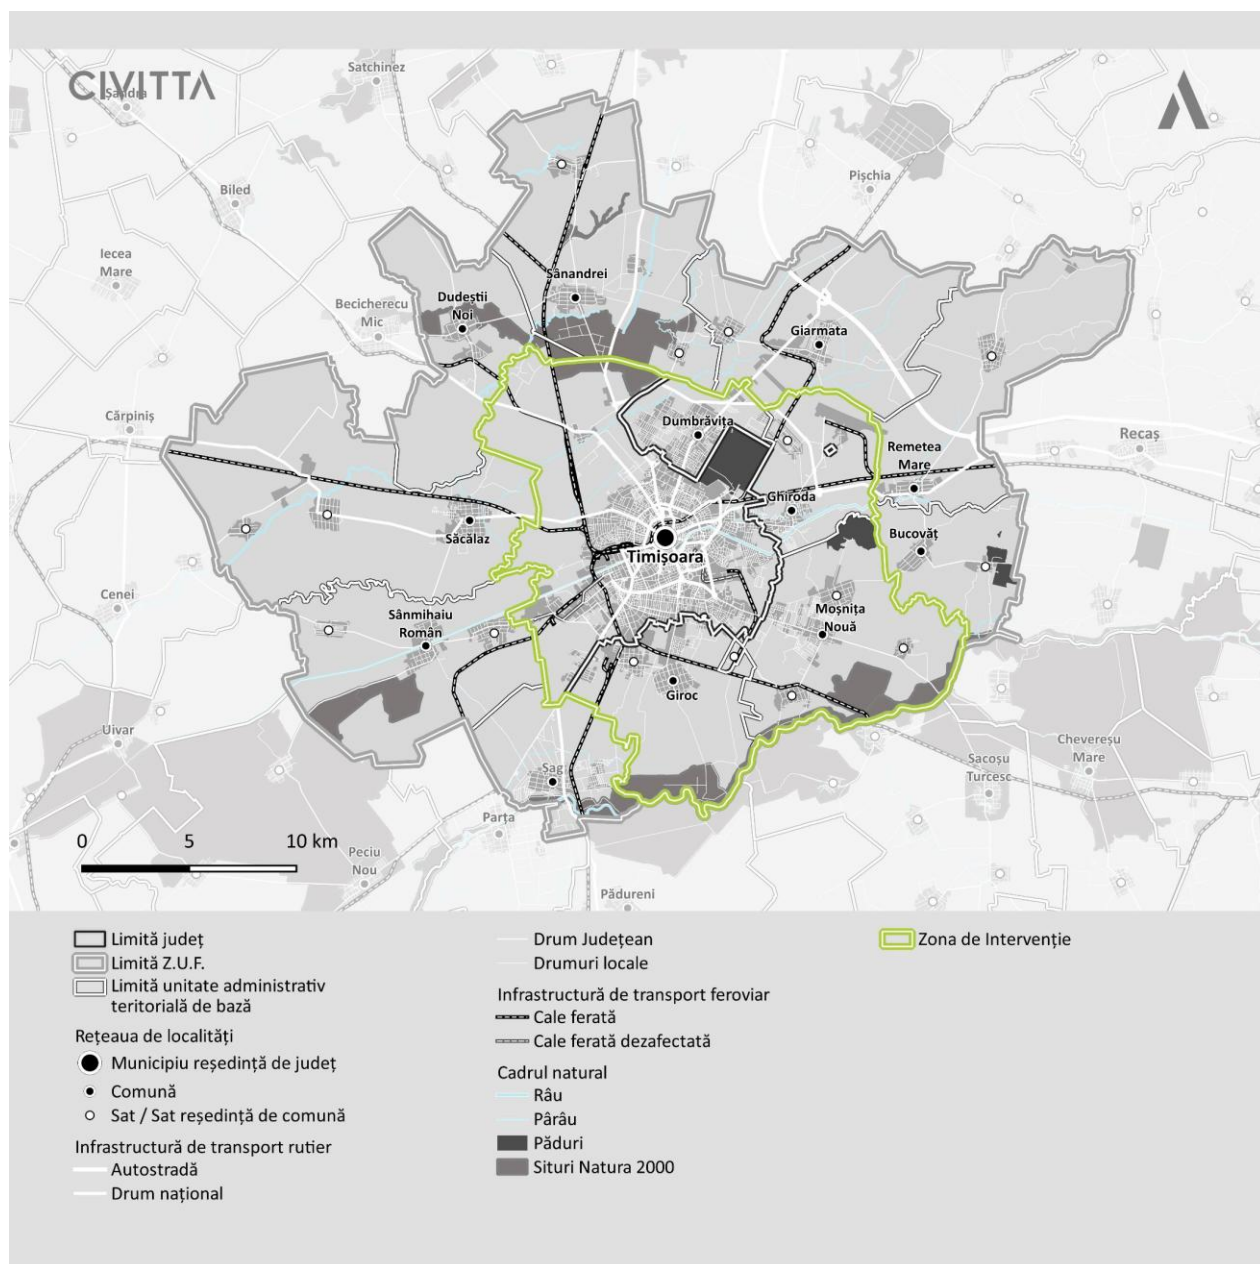 CIVITTA
Șandra
Satchinez
Pișchia
Biled
Iecea
Mare
Sânandrei
Dudeștii
Noi
Becicherecu
Mic
Giarmata
Cărpiniș
Dumbrăvița
Recaș
Remetea
Mare
Ghiroda
Bucovăț
Săcălaz
Timișoara
Cenei
Sânmihaiu
Român
Moșnița
Nouă
Giroc
Uivar
Chevereșu
Mare
Sacoșu
Turcesc
Șag
Parța
Peciu
Nou
Pădureni
0 5 10 km
Limită județ
Limită Z.U.F.
Limită unitate administrativ
teritorială de bază
Rețeaua de localități
Municipiu reședință de județ
Comună
Sat / Sat reședință de comună
Infrastructură de transport rutier
Autostradă
Drum național
Drum Județean
Drumuri locale
Infrastructură de transport feroviar
Cale ferată
Cale ferată dezafectată
Cadrul natural
Râu
Pârâu
Păduri
Situri Natura 2000
Zona de Intervenție